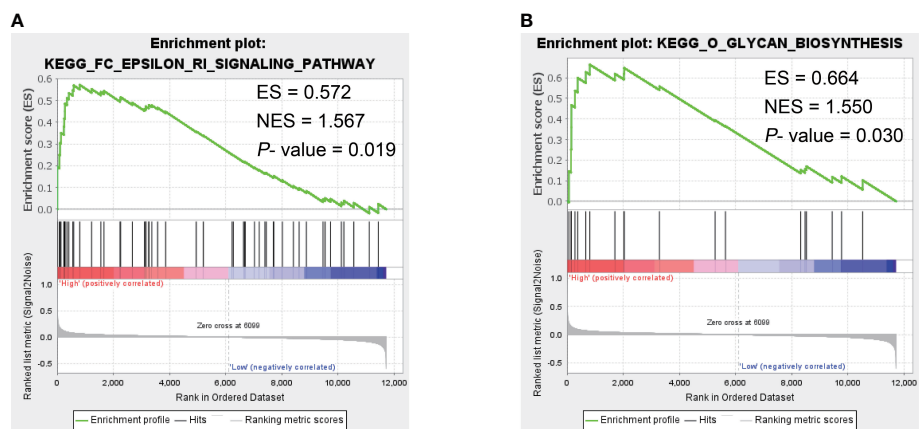 A
Enrichment plot:
KEGG_FC_EPSILON_RI_SIGNALING_PATHWAY
ES = 0.572
NES = 1.567
P- value = 0.019
Enrichment score (ES)
0.6
0.5
0.4
0.3
0.2
0.1
0.0
'High' (positively correlated)
Ranked list metric (Signal2Noise)
1.0
0.5
0.0
-0.5
Zero cross at 6099
'Low' (negatively correlated)
0 2,000 4,000 6,000 8,000 10,000 12,000
Rank in Ordered Dataset
Enrichment profile Hits Ranking metric scores
B
Enrichment plot: KEGG_O_GLYCAN_BIOSYNTHESIS
ES = 0.664
NES = 1.550
P- value = 0.030
Enrichment score (ES)
0.6
0.5
0.4
0.3
0.2
0.1
0.0
'High' (positively correlated)
Ranked list metric (Signal2Noise)
1.0
0.5
0.0
-0.5
Zero cross at 6099
'Low' (negatively correlated)
0 2,000 4,000 6,000 8,000 10,000 12,000
Rank in Ordered Dataset
Enrichment profile Hits Ranking metric scores